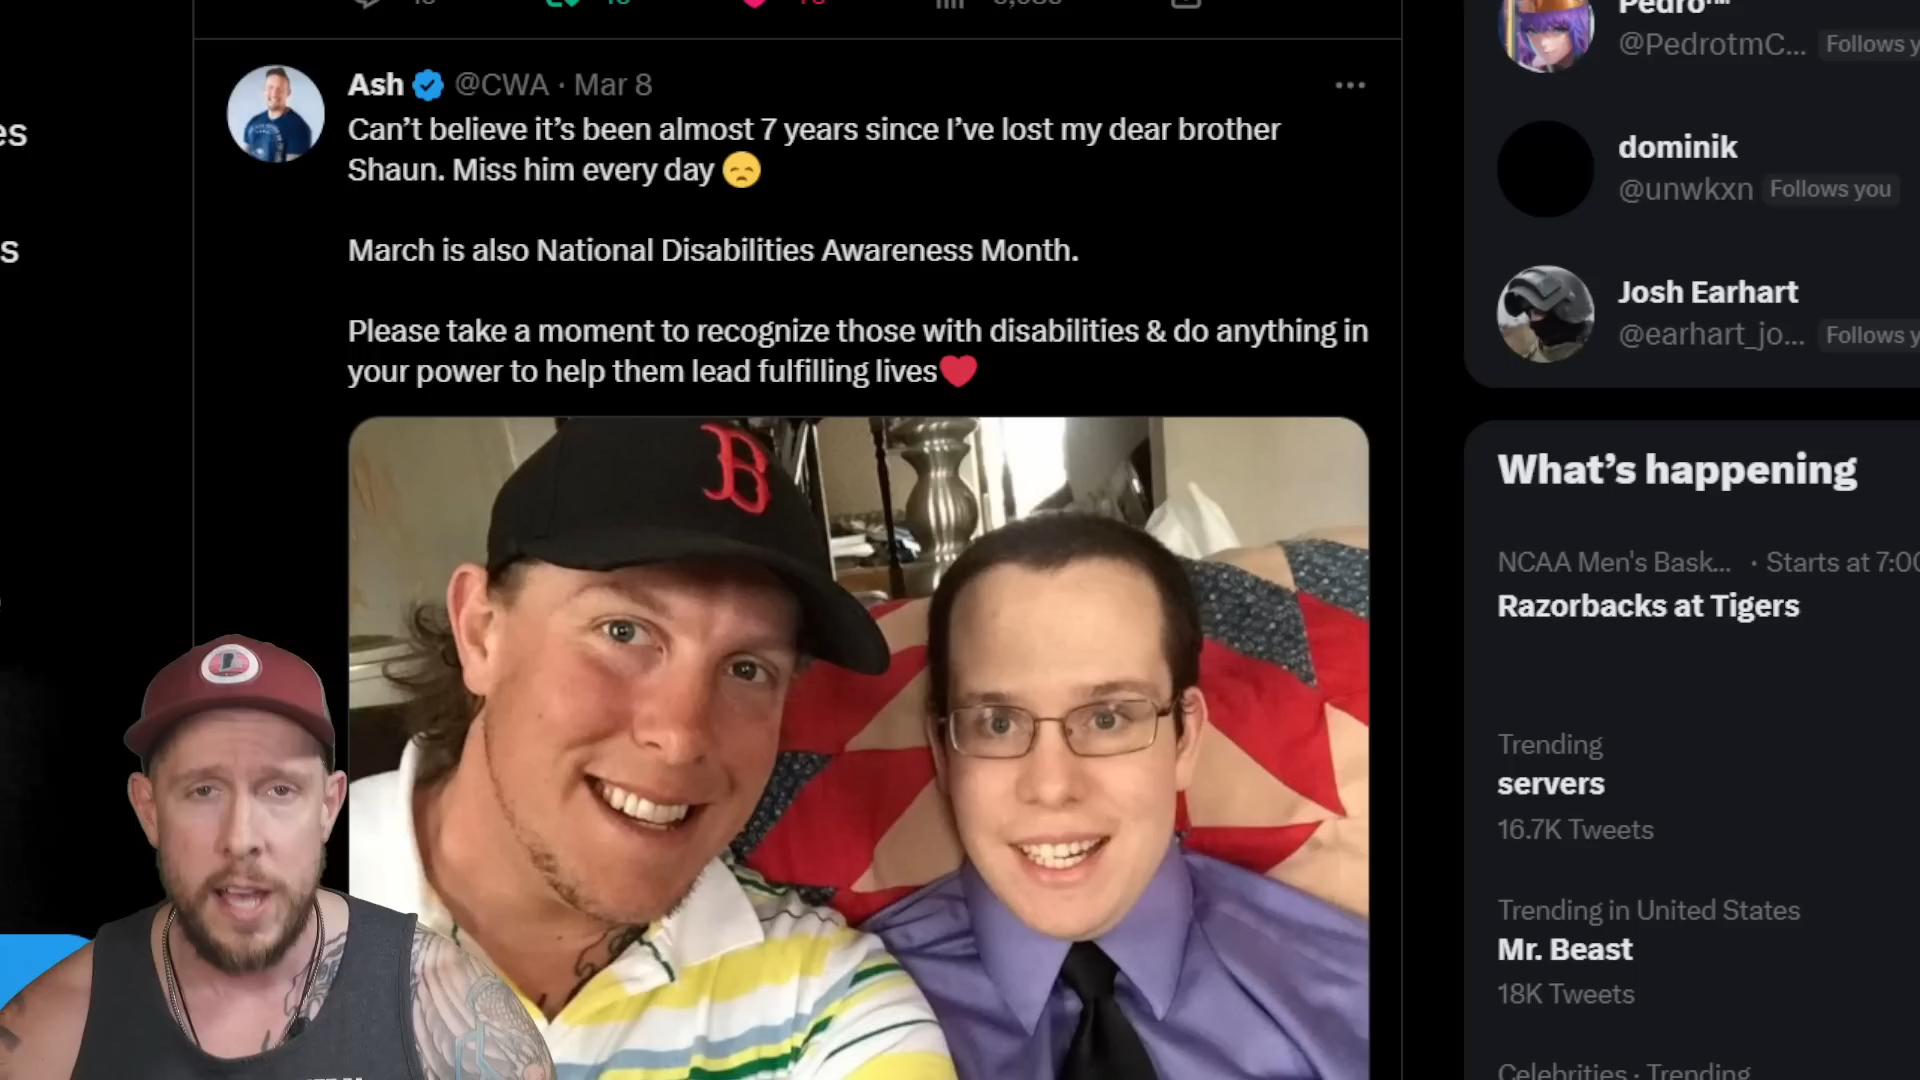 Ash @CWA · Mar 8
Can’t believe it’s been almost 7 years since I’ve lost my dear brother
Shaun. Miss him every day
March is also National Disabilities Awareness Month.
Please take a moment to recognize those with disabilities & do anything in
your power to help them lead fulfilling lives
B
es
s
Pedro™
@PedrotmC... Follows y
dominik
@unwkxn Follows you
Josh Earhart
@earhart_jo... Follows y
What’s happening
NCAA Men's Bask... · Starts at 7:00
Razorbacks at Tigers
Trending
servers
16.7K Tweets
Trending in United States
Mr. Beast
18K Tweets
Celebrities · Trending